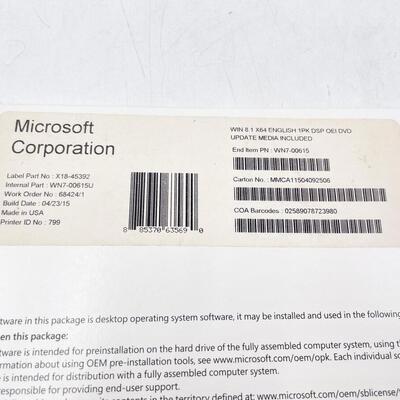 Microsoft
Corporation
Label Part No : X18-45392
Internal Part : WN7-00615U
Work Order No : 68424/1
Build Date : 04/23/15
Made in USA
Printer ID No : 799
8 85370 63569 0
WIN 8.1 X64 ENGLISH 1PK DSP OEI DVD
UPDATE MEDIA INCLUDED
End Item PN : WN7-00615
Carton No. : MMCA11504092506
COA Barcodes : 02589078723980
tware in this package is desktop operating system software, it may be installed and used in the following
en this package:
tware is intended for preinstallation on the hard drive of the fully assembled computer system, using
ormation about using OEM pre-installation tools, see www.microsoft.com/oem/opk. Each individual so
e is intended for distribution with a fully assembled computer system.
responsible for providing end-user support.
its contents in the territory defined at: www.microsoft.com/oem/sblicense/